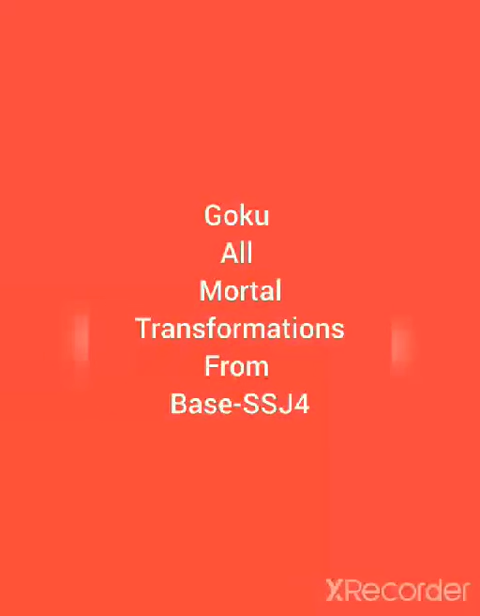 Goku
All
Mortal
Transformations
From
Base-SSJ4
XRecorder